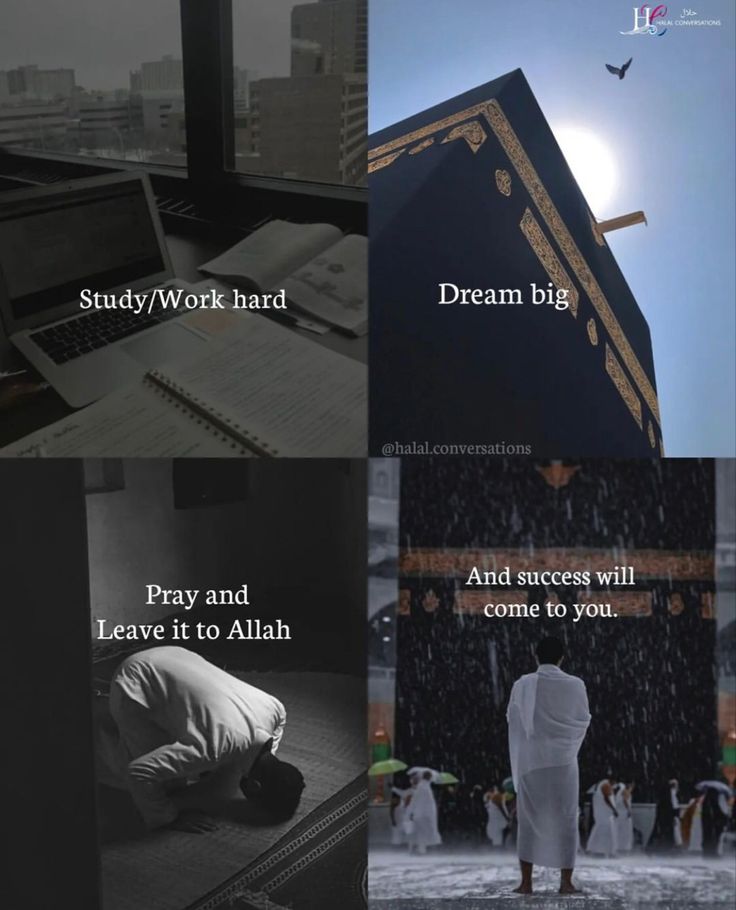 حلال
HALAL CONVERSATIONS
Study/Work hard
Dream big
@halal.conversations
Pray and
Leave it to Allah
And success will
come to you.